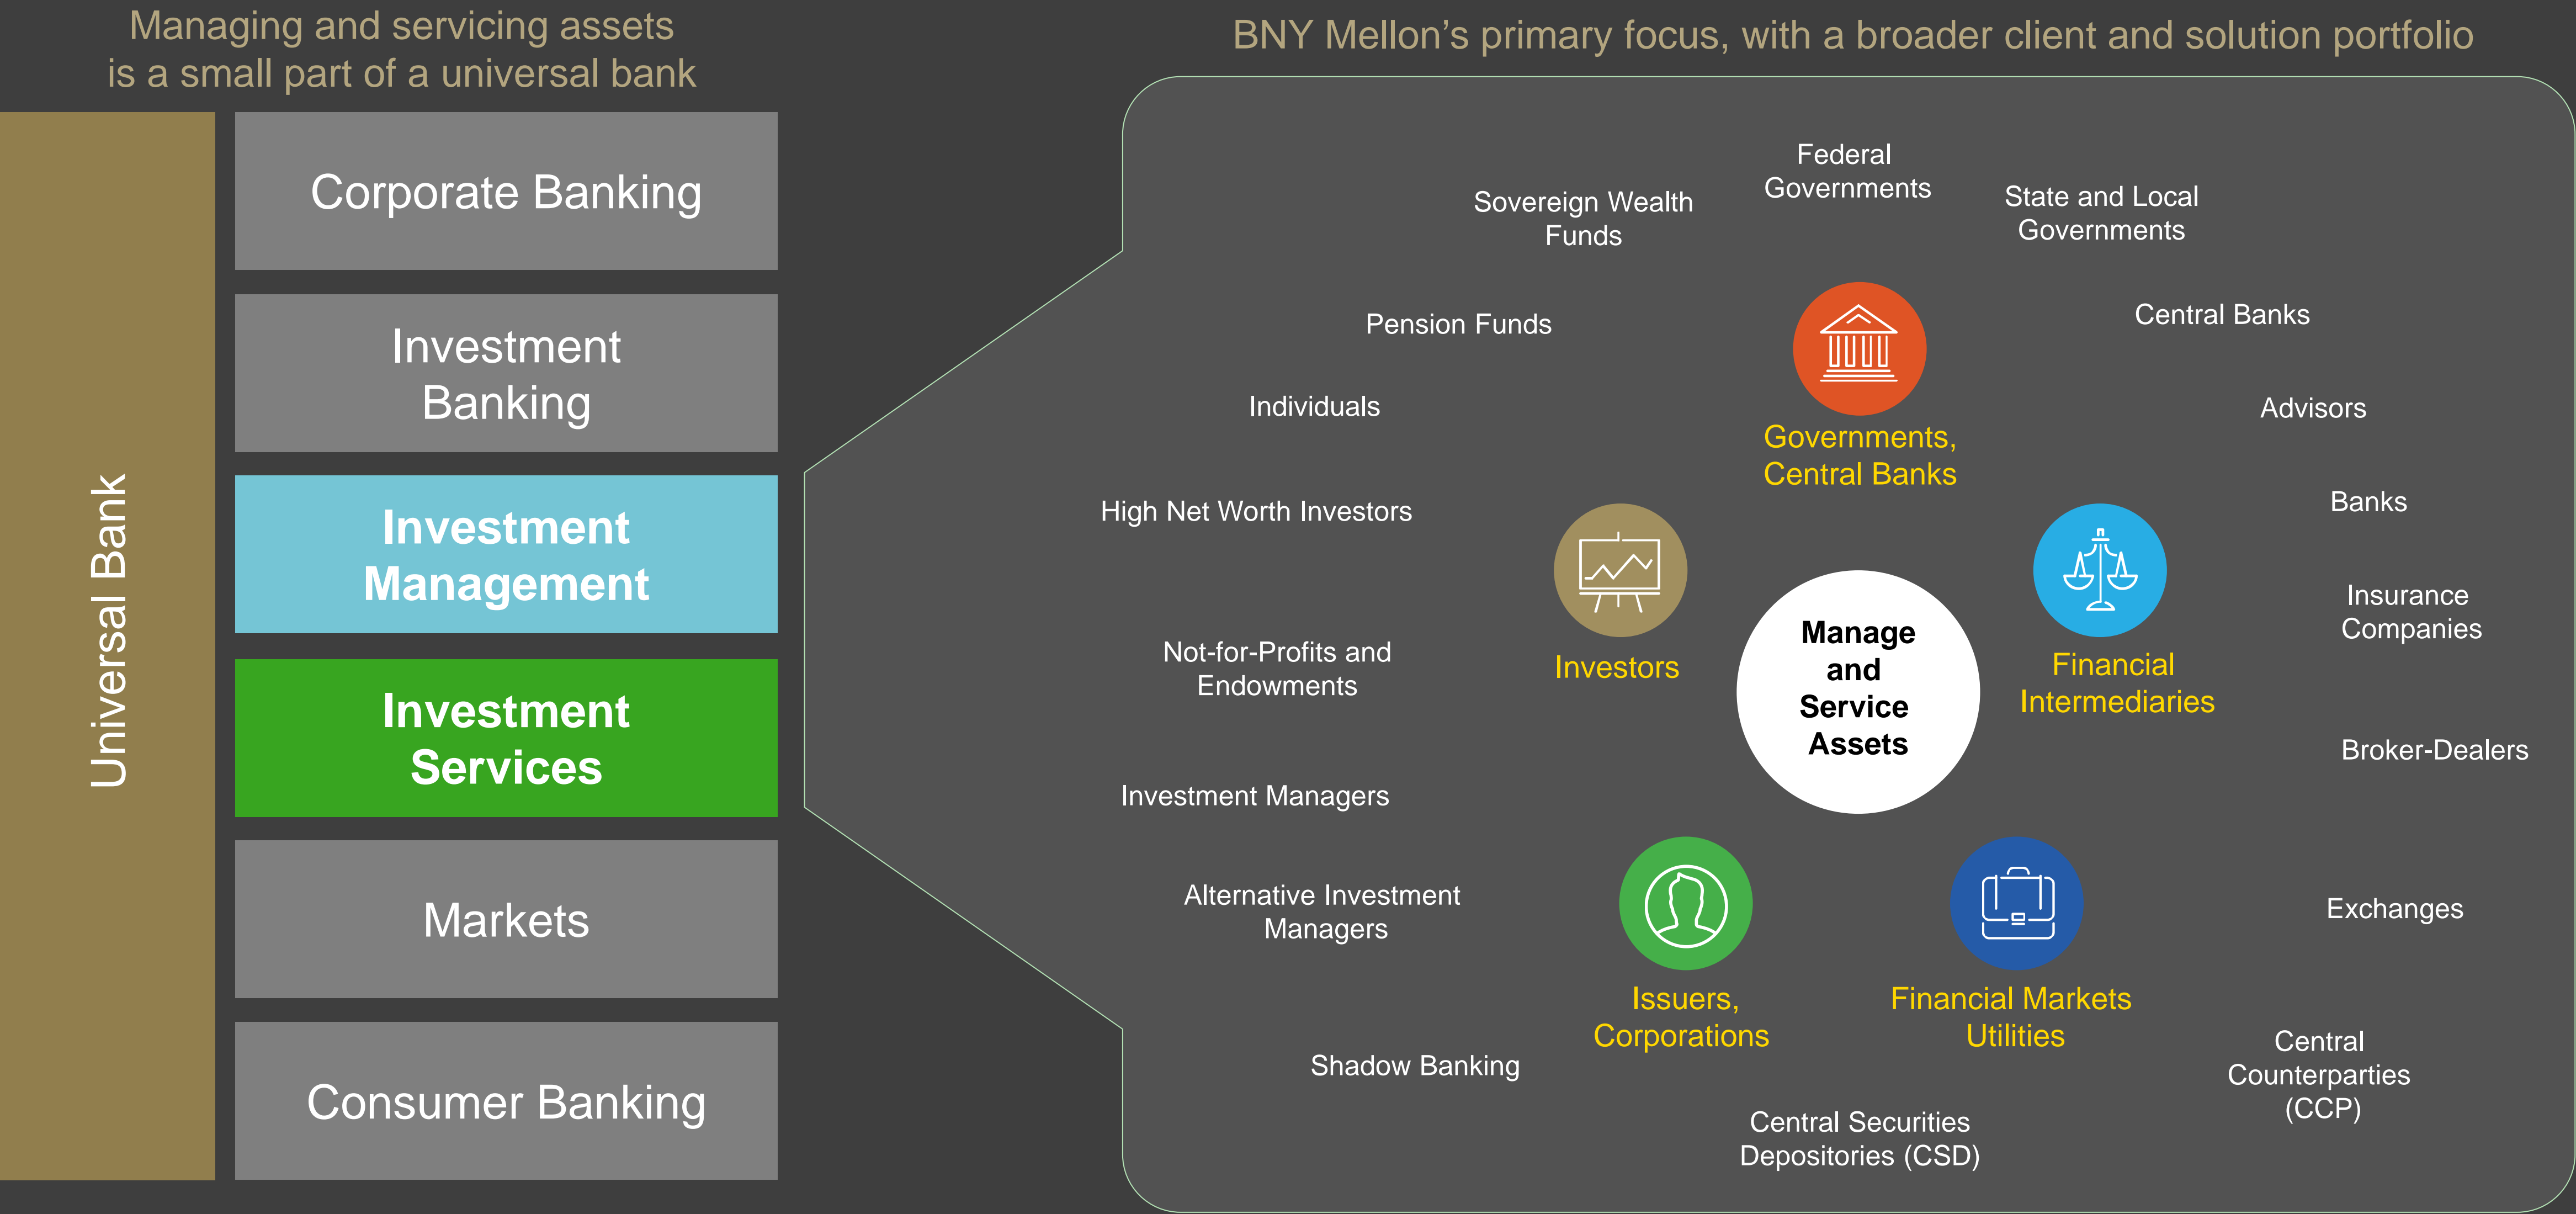 Managing and servicing assets
is a small part of a universal bank
Universal Bank
Corporate Banking
Investment
Banking
Investment
Management
Investment
Services
Markets
Consumer Banking
BNY Mellon’s primary focus, with a broader client and solution portfolio
Federal
Governments
Sovereign Wealth
Funds
State and Local
Governments
Pension Funds
Central Banks
Individuals
Advisors
Governments,
Central Banks
High Net Worth Investors
Banks
Insurance
Companies
Not-for-Profits and
Endowments
Investors
Manage
and
Service
Assets
Financial
Intermediaries
Broker-Dealers
Investment Managers
Alternative Investment
Managers
Exchanges
Issuers,
Corporations
Financial Markets
Utilities
Shadow Banking
Central
Counterparties
(CCP)
Central Securities
Depositories (CSD)